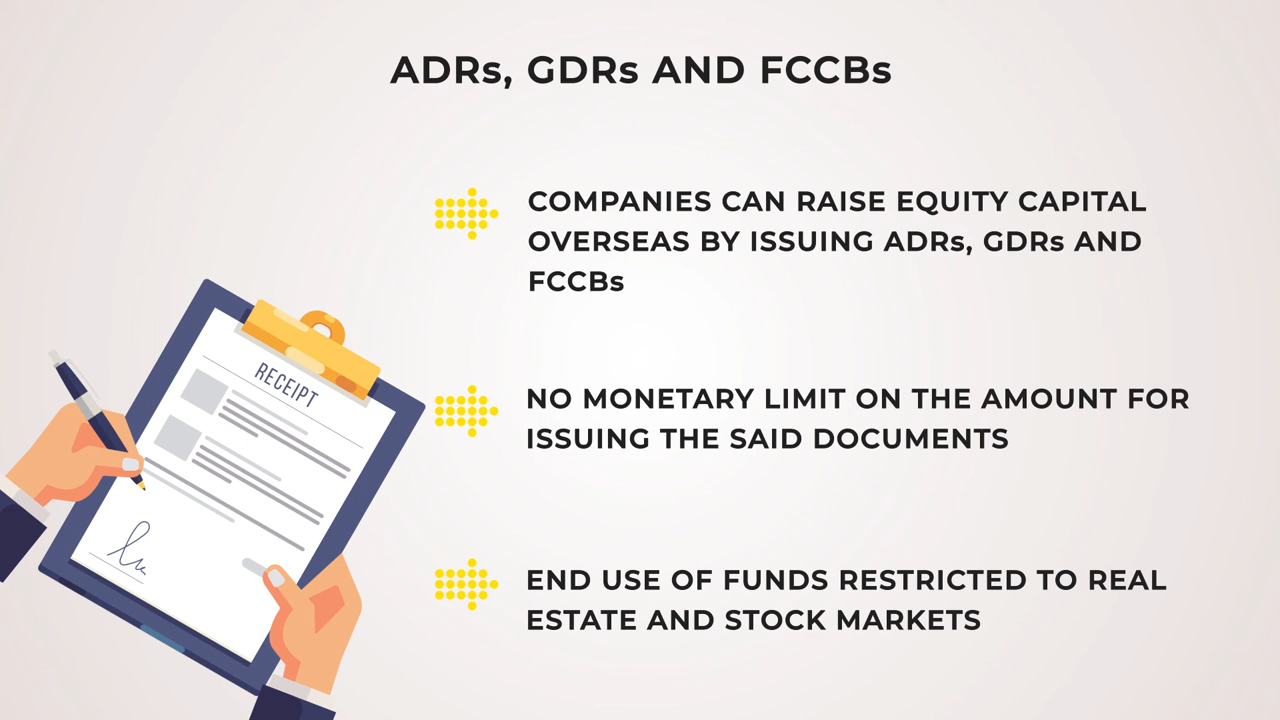 ADRs, GDRs AND FCCBs
COMPANIES CAN RAISE EQUITY CAPITAL
OVERSEAS BY ISSUING ADRs, GDRs AND
FCCBs
RECEIPT
NO MONETARY LIMIT ON THE AMOUNT FOR
ISSUING THE SAID DOCUMENTS
END USE OF FUNDS RESTRICTED TO REAL
ESTATE AND STOCK MARKETS